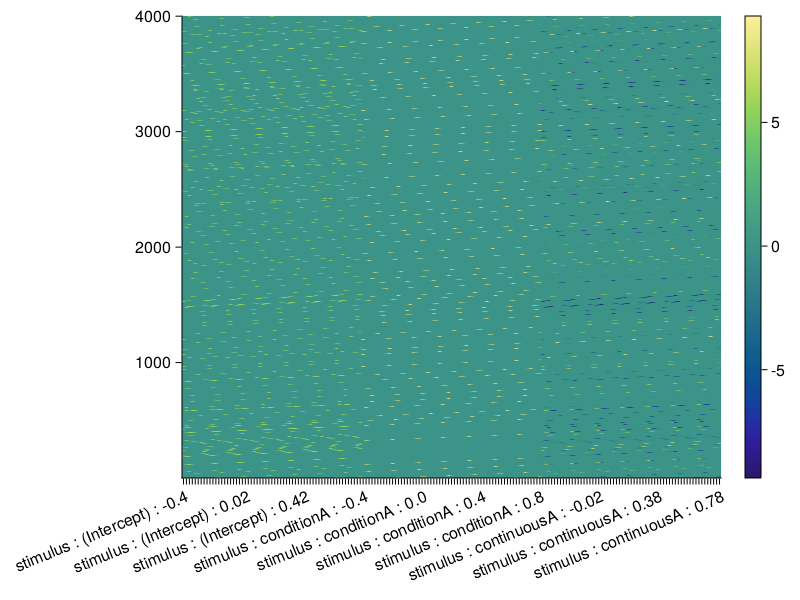 4000
3000
2000
1000
5
0
-5
stimulus : (Intercept) : -0.4
stimulus : (Intercept) : 0.02
stimulus : (Intercept) : 0.42
stimulus : conditionA : -0.4
stimulus : conditionA : 0.0
stimulus : conditionA : 0.4
stimulus : conditionA : 0.8
stimulus : continuousA : -0.02
stimulus : continuousA : 0.38
stimulus : continuousA : 0.78